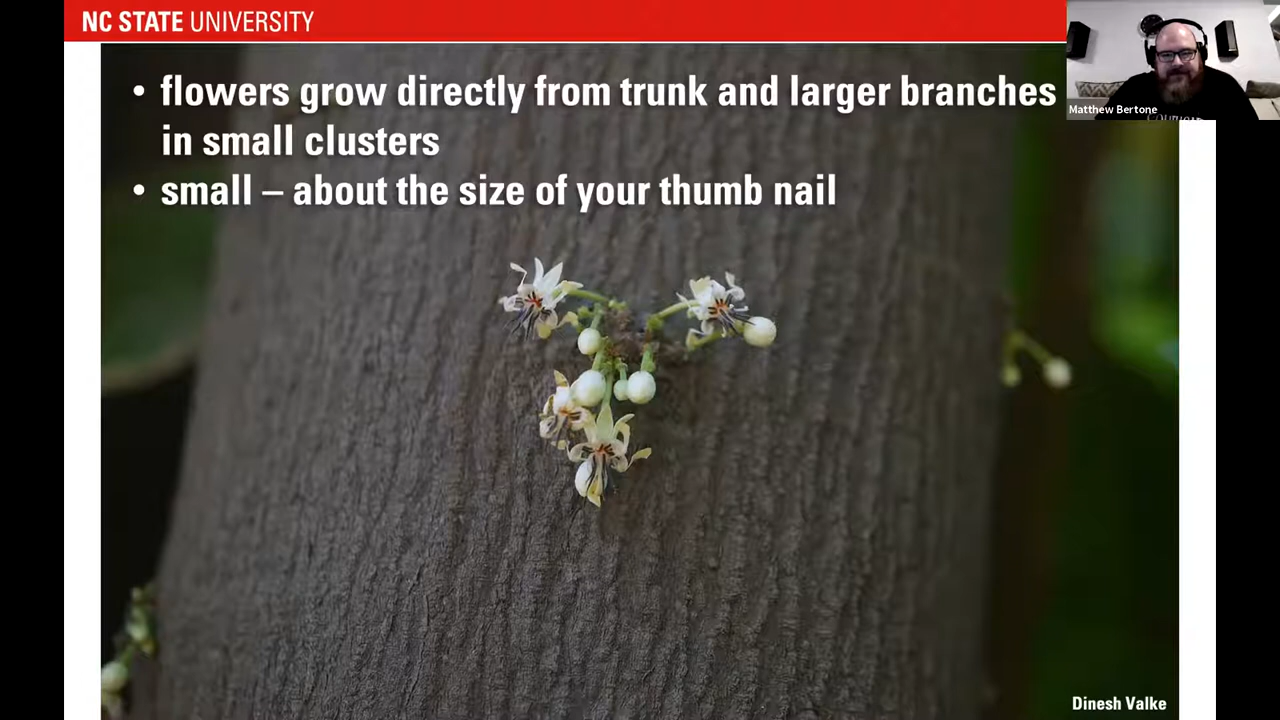 NC STATE UNIVERSITY
• flowers grow directly from trunk and larger branches
in small clusters
• small – about the size of your thumb nail
Matthew Bertone
Dinesh Valke